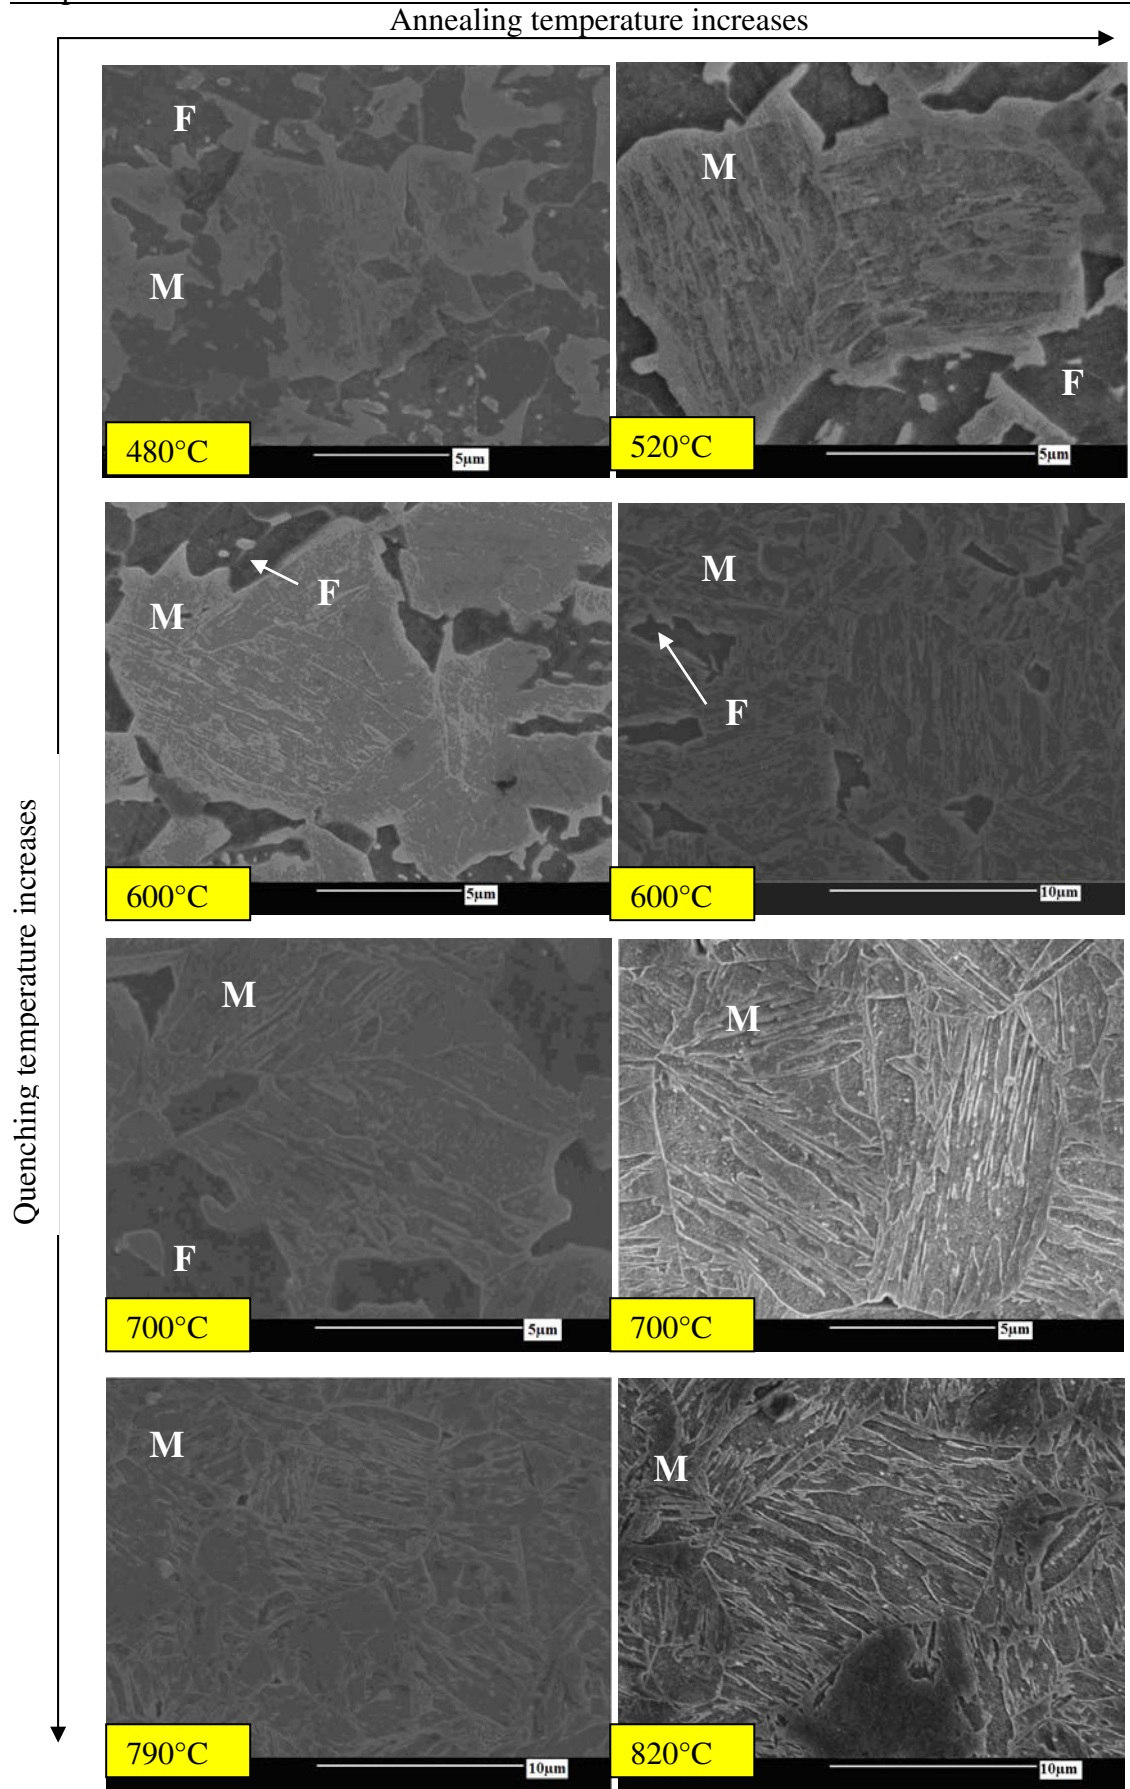 Annealing temperature increases
Quenching temperature increases
F
M
480°C
5µm
M
F
520°C
5µm
M
F
600°C
5µm
M
F
600°C
10µm
M
F
700°C
5µm
M
700°C
5µm
M
790°C
10µm
M
820°C
10µm